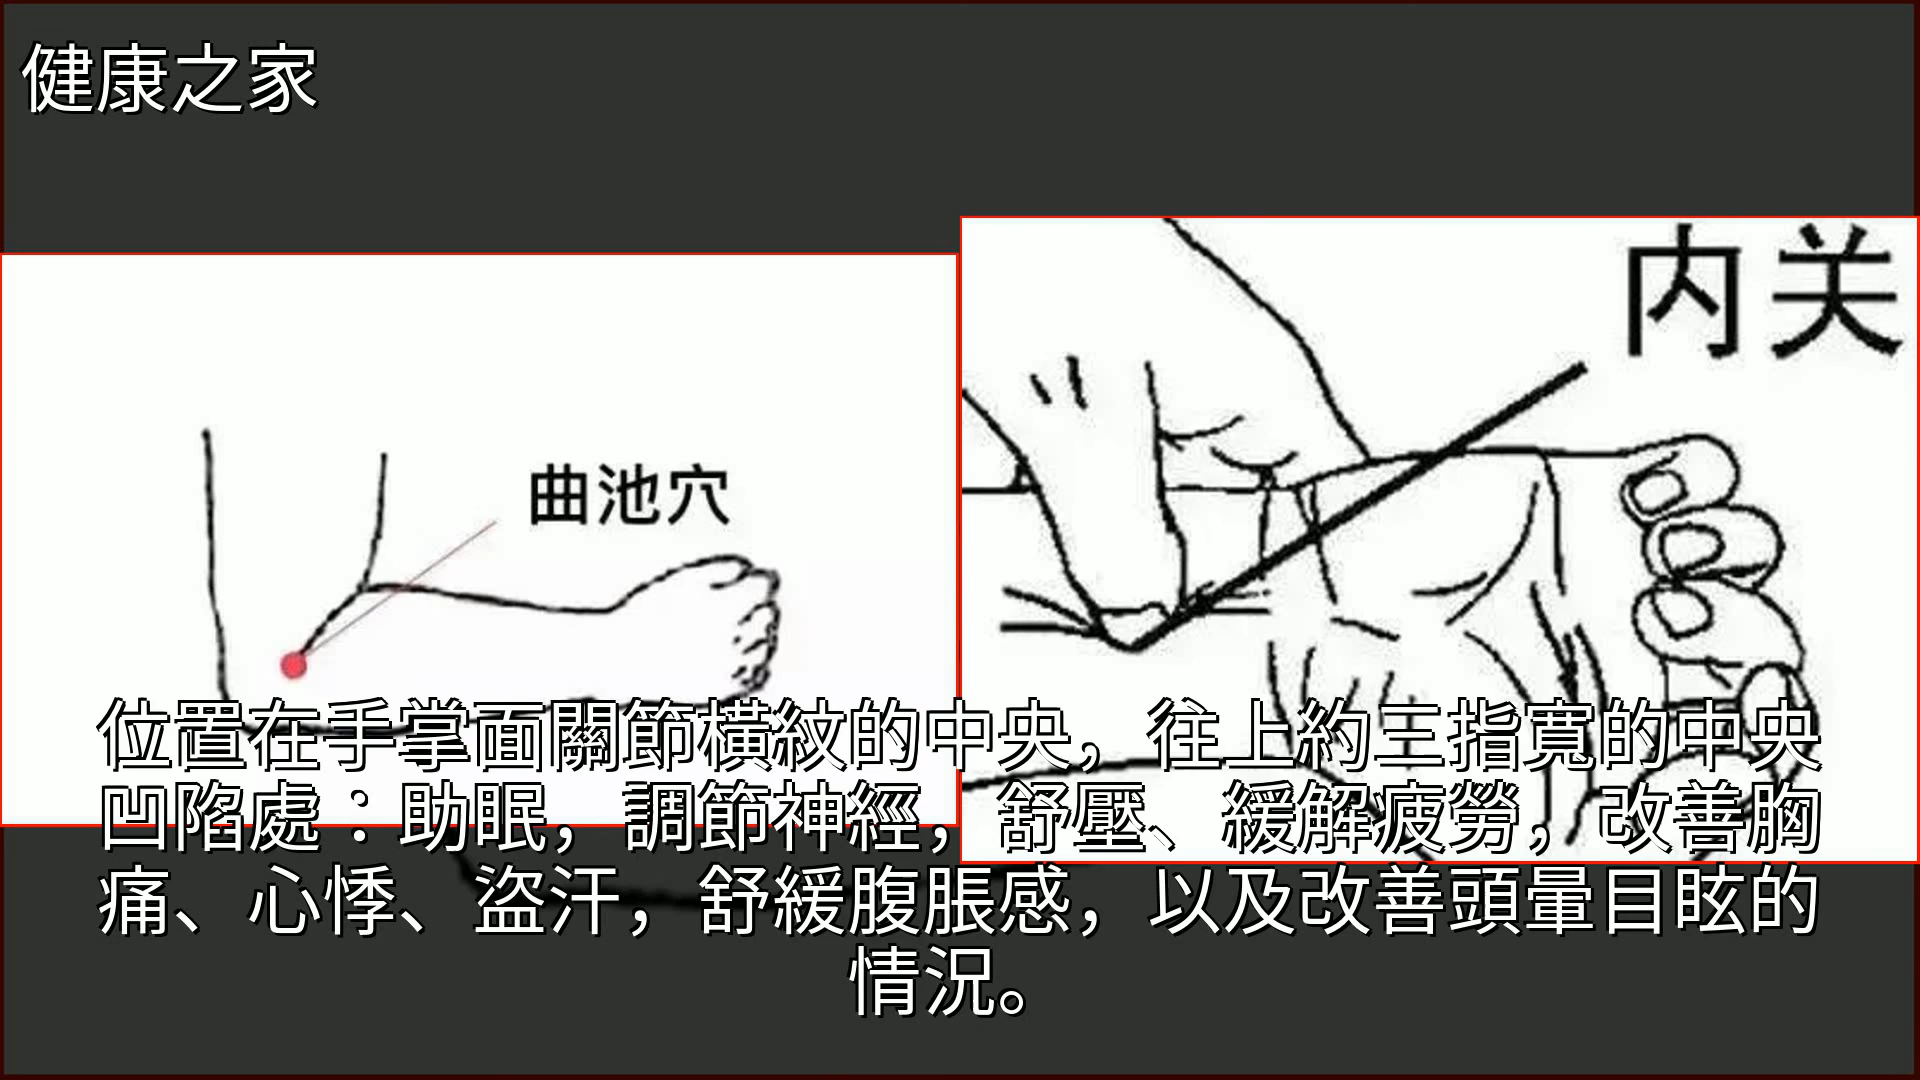 健康之家
内关
曲池穴
位置在手掌面關節橫紋的中央，往上約三指寬的中央
凹陷處：助眠，調節神經，舒壓、緩解疲勞，改善胸
痛、心悸、盜汗，舒緩腹脹感，以及改善頭暈目眩的
情況。